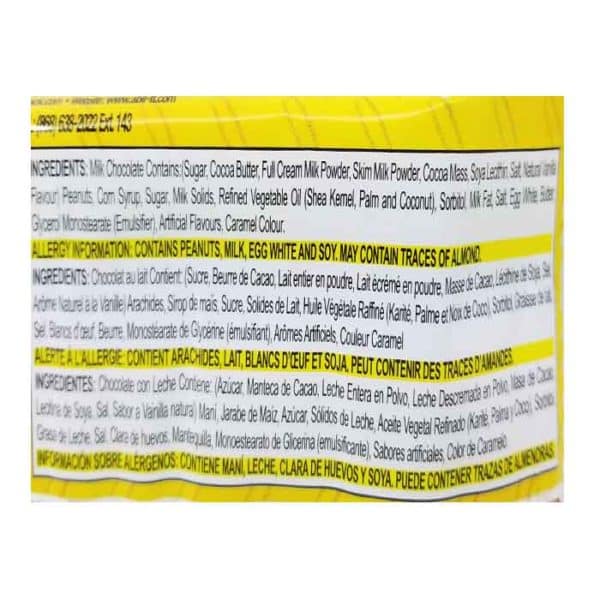 website: www.abil-tt.com
(868) 638-2022 Ext. 143
INGREDIENTS: Milk Chocolate Contains:(Sugar, Cocoa Butter, Full Cream Milk Powder, Skim Milk Powder, Cocoa Mass, Soya Lecithin, Salt, Natural Vanilla
Flavour) Peanuts, Corn Syrup, Sugar, Milk Solids, Refined Vegetable Oil (Shea Kernel, Palm and Coconut), Sorbitol, Milk Fat, Salt, Egg White, Butter
Glycerol Monostearate (Emulsifier), Artificial Flavours, Caramel Colour.
ALLERGY INFORMATION: CONTAINS PEANUTS, MILK, EGG WHITE AND SOY. MAY CONTAIN TRACES OF ALMOND.
INGREDIENTS: Chocolat au lait Contient: (Sucre, Beurre de Cacao, Lait entier en poudre, Lait écrémé en poudre, Masse de Cacao, Lécithine de Soja, Sel,
Arôme Naturel à la Vanille) Arachides, Sirop de maïs, Sucre, Solides de Lait, Huile Végétale Raffiné (Karité, Palme et Noix de Coco), Sorbitol, Graisse de lait,
Sel, Blancs d'œuf, Beurre, Monostéarate de Glycérine (émulsifiant), Arômes Artificiels, Couleur Caramel
ALERTE À L'ALLERGIE: CONTIENT ARACHIDES, LAIT, BLANCS D'ŒUF ET SOJA. PEUT CONTENIR DES TRACES D'AMANDES.
INGREDIENTES: Chocolate con Leche Contiene: (Azúcar, Manteca de Cacao, Leche Entera en Polvo, Leche Descremada en Polvo, Masa de Cacao,
Lecitina de Soya, Sal, Sabor a Vainilla natural) Maní, Jarabe de Maíz, Azúcar, Sólidos de Leche, Aceite Vegetal Refinado (Karité, Palma y Coco), Sorbitol,
Grasa de Leche, Sal, Clara de huevos, Mantequilla, Monoestearato de Glicerina (emulsificante), Sabores artificiales, Color de Caramelo.
INFORMACIÓN SOBRE ALÉRGENOS: CONTIENE MANÍ, LECHE, CLARA DE HUEVOS Y SOYA. PUEDE CONTENER TRAZAS DE ALMENDRAS.